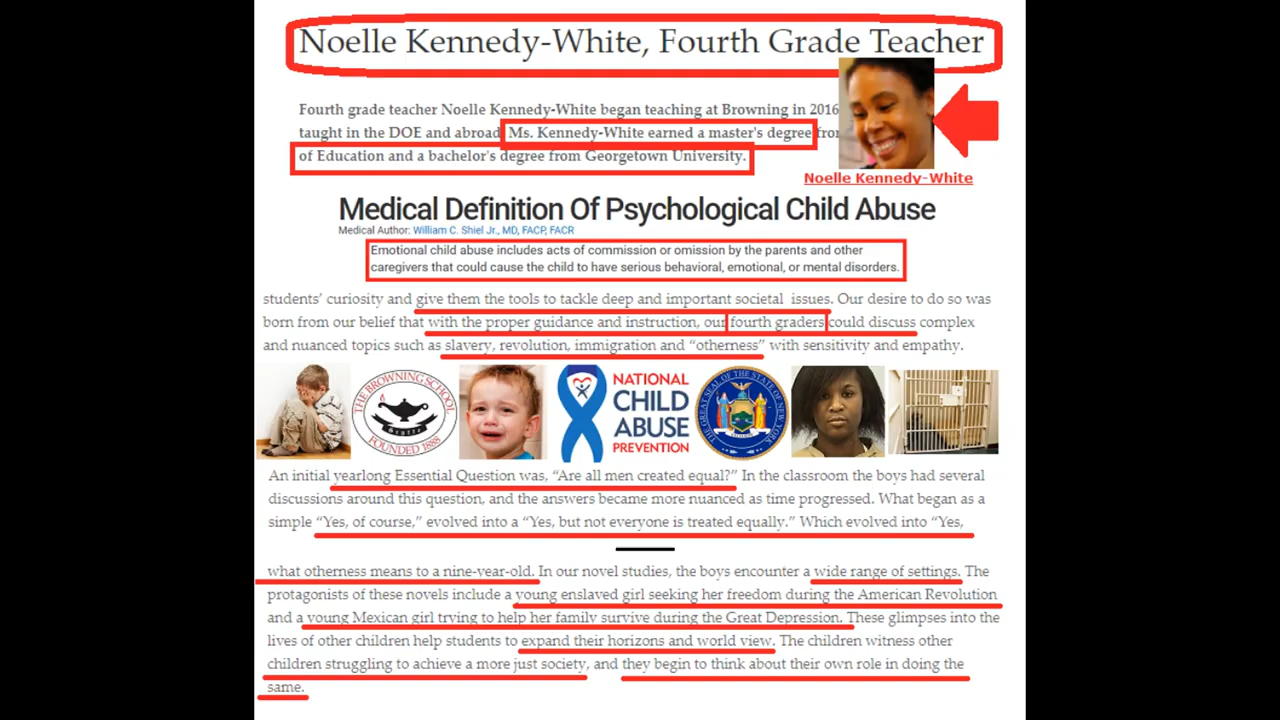 Noelle Kennedy-White, Fourth Grade Teacher
Fourth grade teacher Noelle Kennedy-White began teaching at Browning in 2016
taught in the DOE and abroad. Ms. Kennedy-White earned a master's degree from
of Education and a bachelor's degree from Georgetown University.
Noelle Kennedy-White
Medical Definition Of Psychological Child Abuse
Medical Author: William C. Shiel Jr., MD, FACP, FACR
Emotional child abuse includes acts of commission or omission by the parents and other
caregivers that could cause the child to have serious behavioral, emotional, or mental disorders.
students' curiosity and give them the tools to tackle deep and important societal issues. Our desire to do so was
born from our belief that with the proper guidance and instruction, our fourth graders could discuss complex
and nuanced topics such as slavery, revolution, immigration and “otherness” with sensitivity and empathy.
THE BROWNING SCHOOL
FOUNDED 1888
NATIONAL
CHILD
ABUSE
PREVENTION
THE GREAT SEAL OF THE STATE OF NEW YORK
An initial yearlong Essential Question was, “Are all men created equal?” In the classroom the boys had several
discussions around this question, and the answers became more nuanced as time progressed. What began as a
simple “Yes, of course,” evolved into a “Yes, but not everyone is treated equally.” Which evolved into “Yes,
what otherness means to a nine-year-old. In our novel studies, the boys encounter a wide range of settings. The
protagonists of these novels include a young enslaved girl seeking her freedom during the American Revolution
and a young Mexican girl trying to help her family survive during the Great Depression. These glimpses into the
lives of other children help students to expand their horizons and world view. The children witness other
children struggling to achieve a more just society, and they begin to think about their own role in doing the
same.